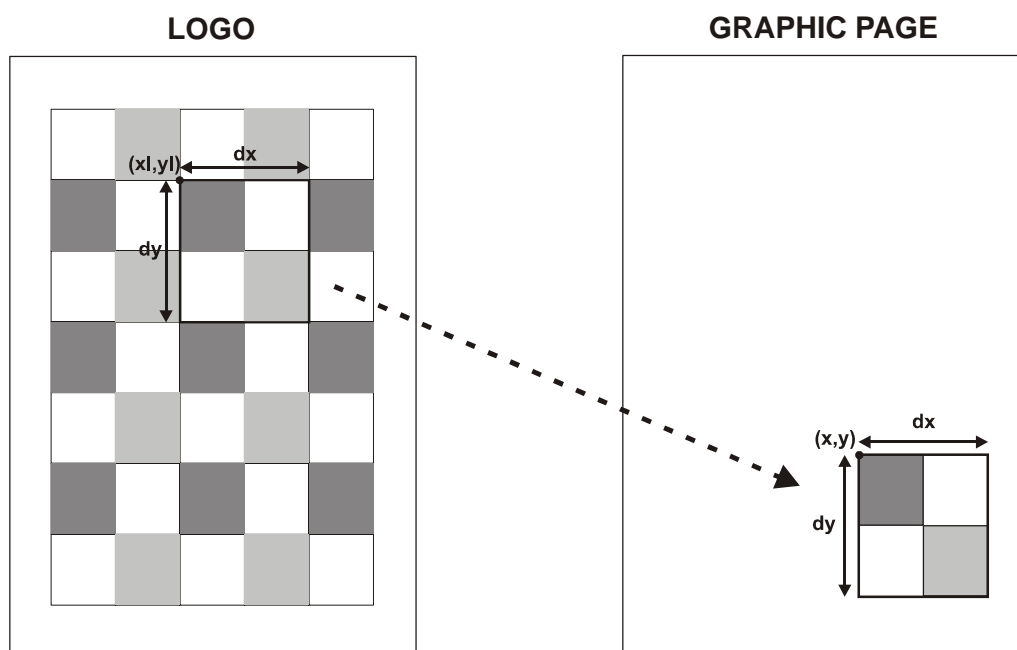 LOGO
GRAPHIC PAGE
(xl,yl)
dx
dy
(x,y)
dx
dy